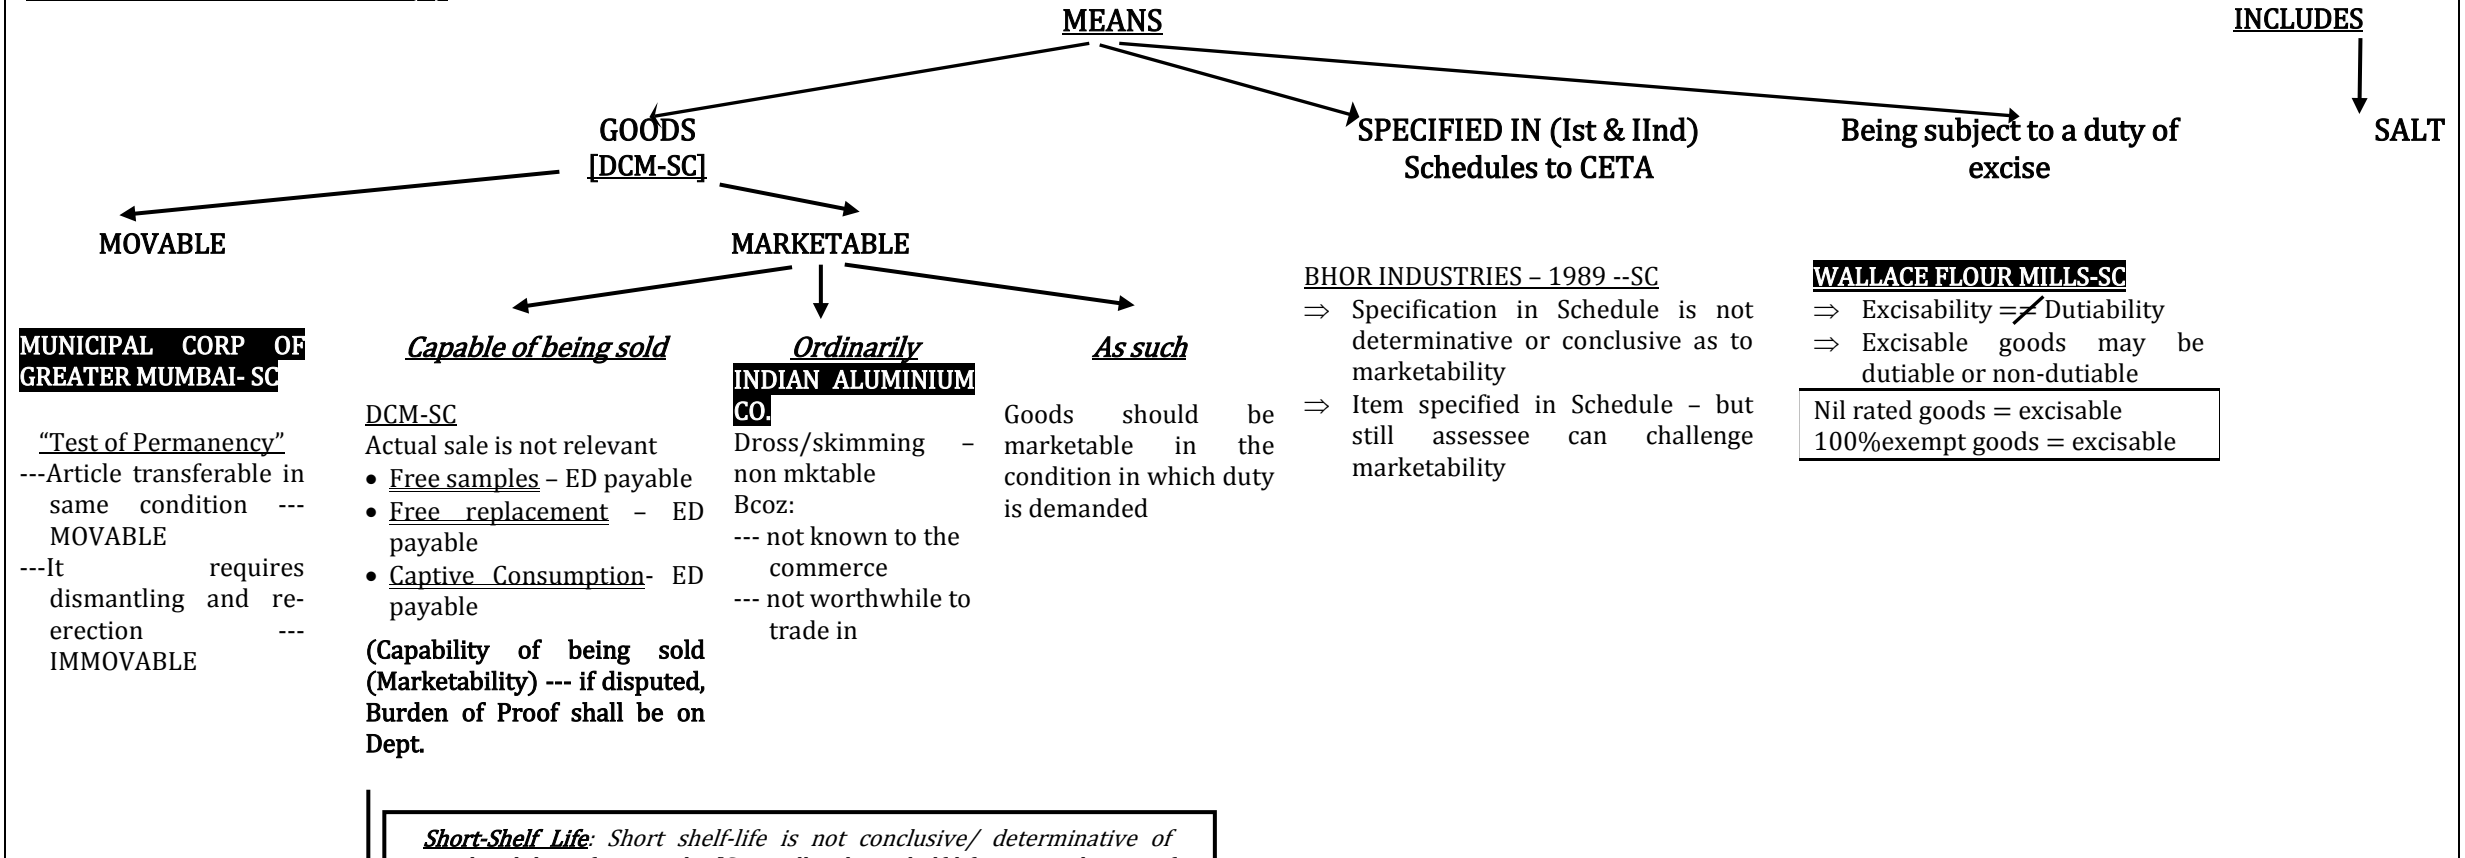 MEANS
INCLUDES
GOODS
[DCM-SC]
SPECIFIED IN (Ist & IInd)
Schedules to CETA
Being subject to a duty of
excise
SALT
MOVABLE
MARKETABLE
MUNICIPAL CORP OF
GREATER MUMBAI- SC
“Test of Permanency”
---Article transferable in
same condition ---
MOVABLE
---It requires
dismantling and re-
erection ---
IMMOVABLE
Capable of being sold
DCM-SC
Actual sale is not relevant
• Free samples – ED payable
• Free replacement – ED
payable
• Captive Consumption- ED
payable
(Capability of being sold
(Marketability) --- if disputed,
Burden of Proof shall be on
Dept.
Ordinarily
INDIAN ALUMINIUM
CO.
Dross/skimming –
non mktable
Bcoz:
--- not known to the
commerce
--- not worthwhile to
trade in
As such
Goods should be
marketable in the
condition in which duty
is demanded
BHOR INDUSTRIES – 1989 --SC
⇒ Specification in Schedule is not
determinative or conclusive as to
marketability
⇒ Item specified in Schedule – but
still assessee can challenge
marketability
WALLACE FLOUR MILLS-SC
⇒ Excisability == Dutiability
⇒ Excisable goods may be
dutiable or non-dutiable
Nil rated goods = excisable
100%exempt goods = excisable
Short-Shelf Life: Short shelf-life is not conclusive/ determinative of